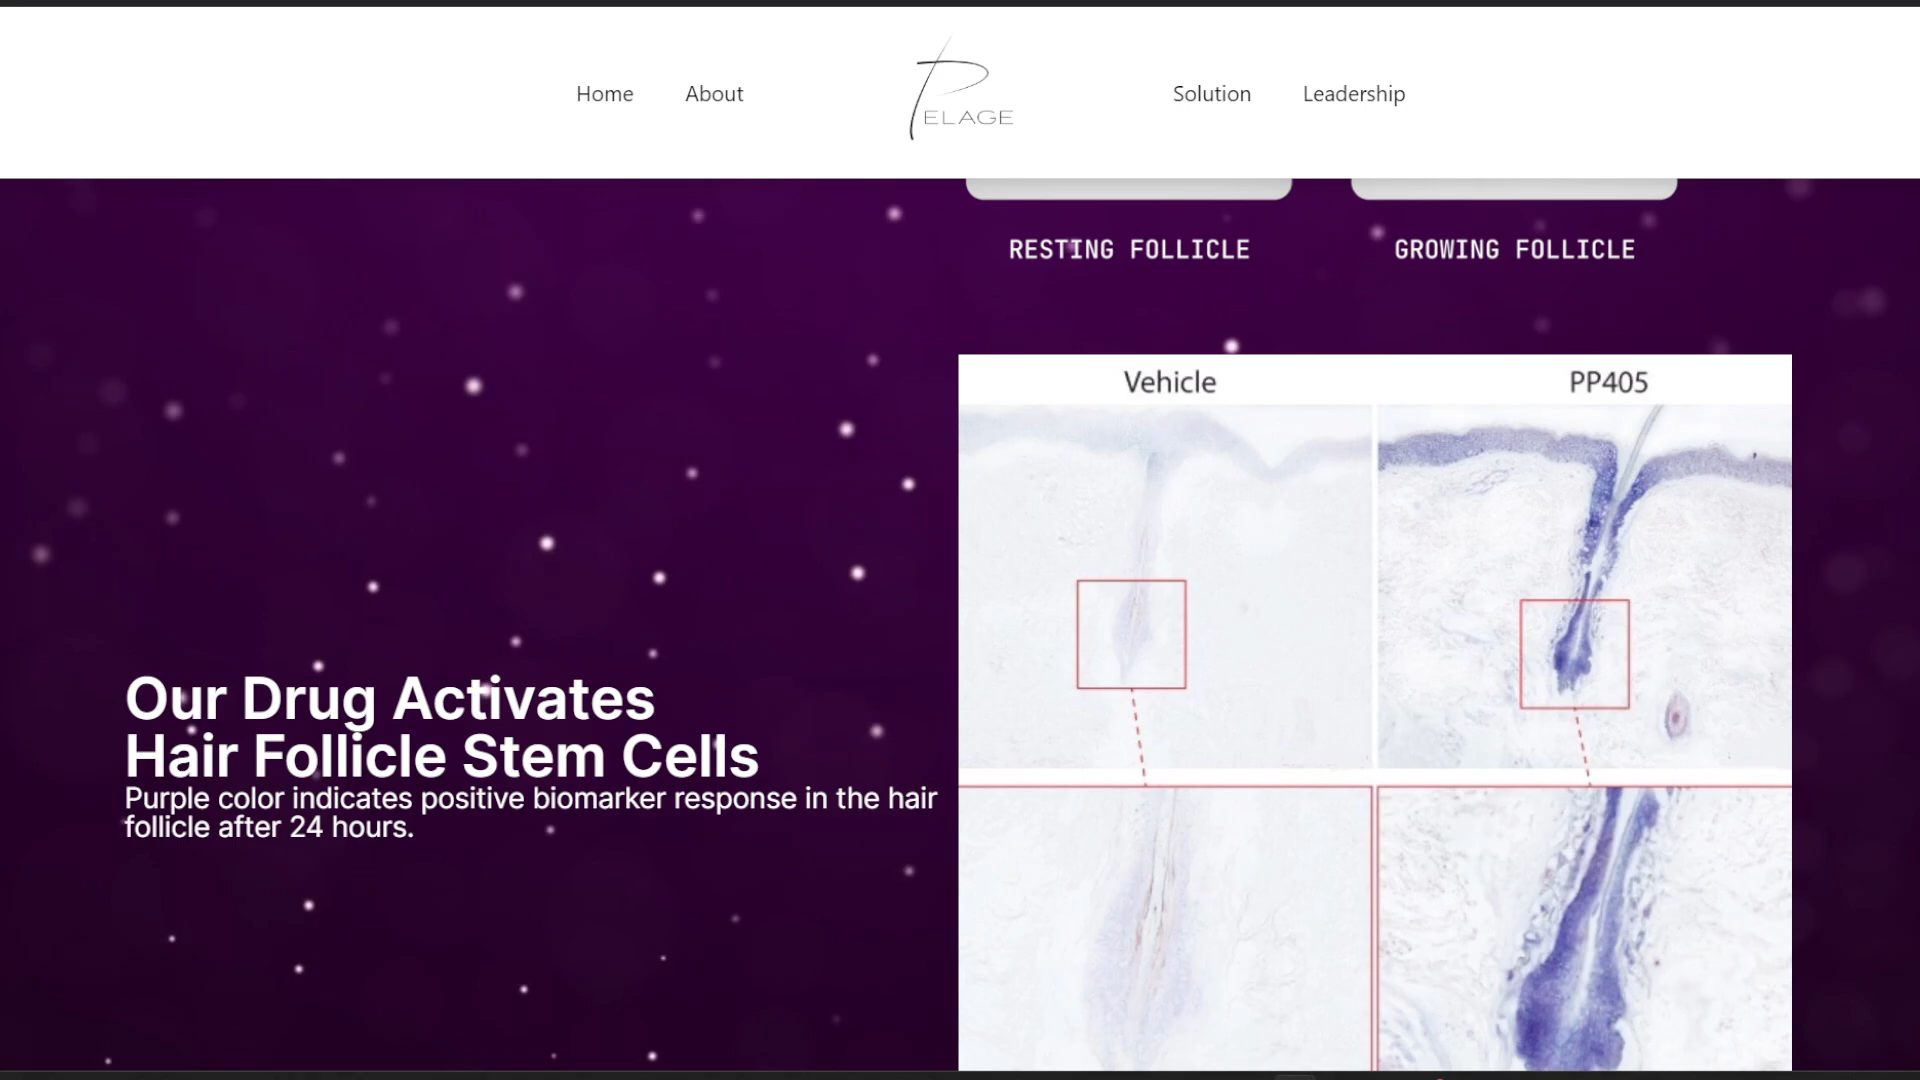 Home
About
PELAGE
Solution
Leadership
RESTING FOLLICLE
GROWING FOLLICLE
Vehicle
PP405
Our Drug Activates
Hair Follicle Stem Cells
Purple color indicates positive biomarker response in the hair
follicle after 24 hours.